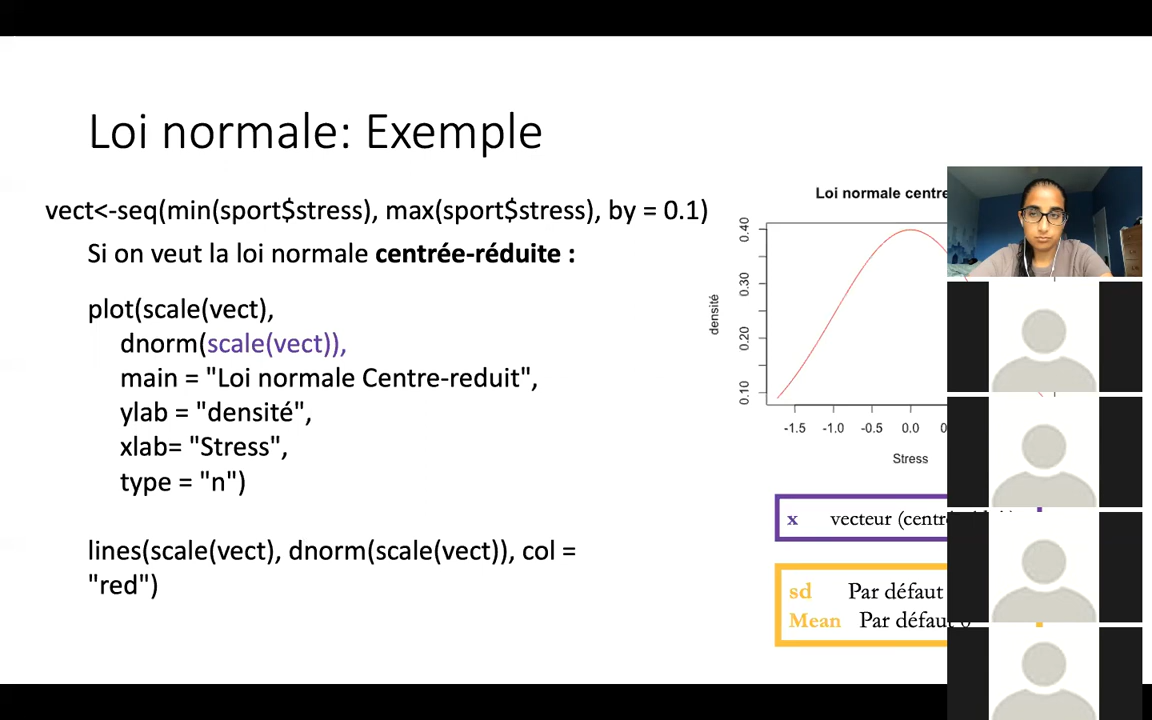 Loi normale: Exemple
vect<-seq(min(sport$stress), max(sport$stress), by = 0.1)
Si on veut la loi normale centrée-réduite :
plot(scale(vect),
dnorm(scale(vect)),
main = "Loi normale Centre-reduit",
ylab = "densité",
xlab= "Stress",
type = "n")
lines(scale(vect), dnorm(scale(vect)), col =
"red")
Loi normale centre
densité
0.40
0.30
0.20
0.10
-1.5 -1.0 -0.5 0.0
Stress
x vecteur
sd Par défaut
Mean Par défaut